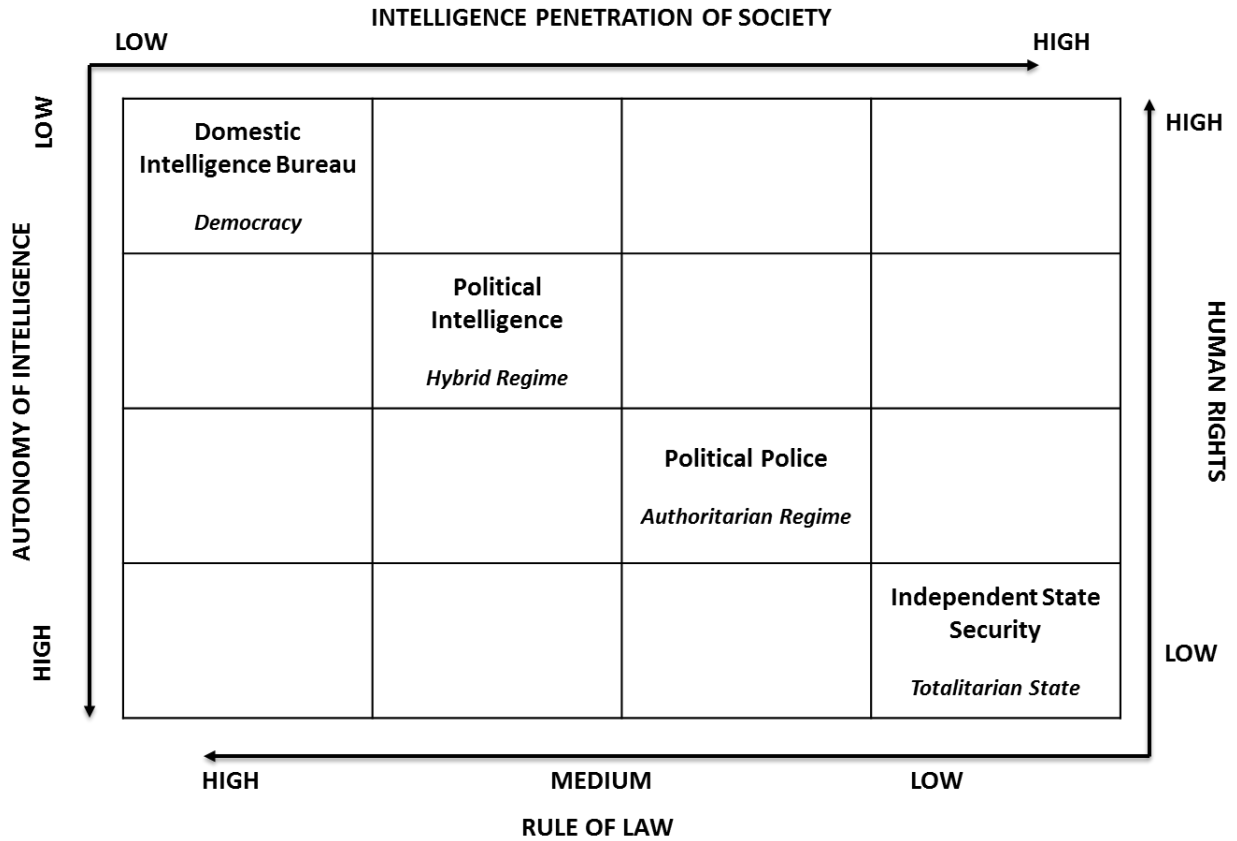 INTELLIGENCE PENETRATION OF SOCIETY
LOW
HIGH
LOW
AUTONOMY OF INTELLIGENCE
HIGH
Domestic
Intelligence Bureau
Democracy
Political
Intelligence
Hybrid Regime
Political Police
Authoritarian Regime
Independent State
Security
Totalitarian State
HIGH
HUMAN RIGHTS
LOW
HIGH
MEDIUM
LOW
RULE OF LAW